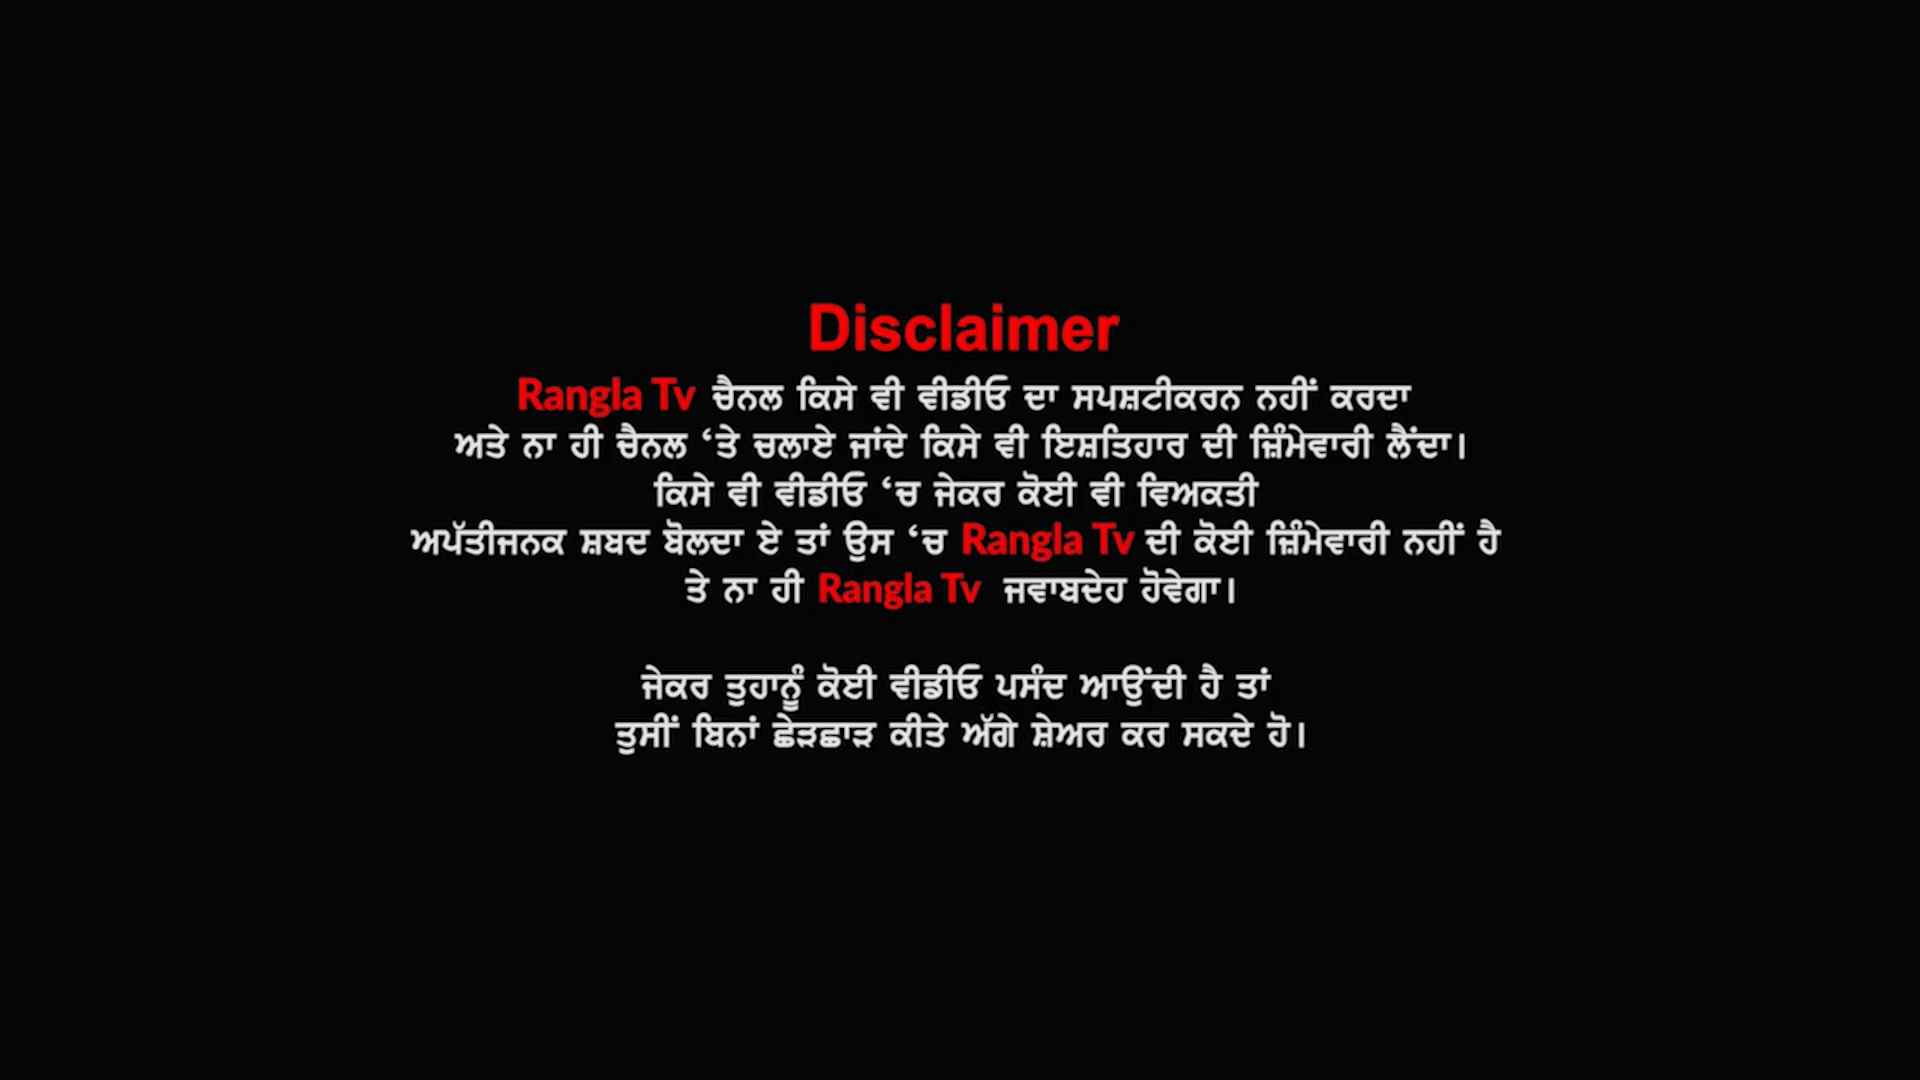 Disclaimer
Rangla Tv ਚੈਨਲ ਕਿਸੇ ਵੀ ਵੀਡੀਓ ਦਾ ਸਪਸ਼ਟੀਕਰਨ ਨਹੀਂ ਕਰਦਾ
ਅਤੇ ਨਾ ਹੀ ਚੈਨਲ ‘ਤੇ ਚਲਾਏ ਜਾਂਦੇ ਕਿਸੇ ਵੀ ਇਸ਼ਤਿਹਾਰ ਦੀ ਜ਼ਿੰਮੇਵਾਰੀ ਲੈਂਦਾ।
ਕਿਸੇ ਵੀ ਵੀਡੀਓ ‘ਚ ਜੇਕਰ ਕੋਈ ਵੀ ਵਿਅਕਤੀ
ਅਪੱਤੀਜਨਕ ਸ਼ਬਦ ਬੋਲਦਾ ਏ ਤਾਂ ਉਸ ‘ਚ Rangla Tv ਦੀ ਕੋਈ ਜ਼ਿੰਮੇਵਾਰੀ ਨਹੀਂ ਹੈ
ਤੇ ਨਾ ਹੀ Rangla Tv ਜਵਾਬਦੇਹ ਹੋਵੇਗਾ।
ਜੇਕਰ ਤੁਹਾਨੂੰ ਕੋਈ ਵੀਡੀਓ ਪਸੰਦ ਆਉਂਦੀ ਹੈ ਤਾਂ
ਤੁਸੀਂ ਬਿਨਾਂ ਛੇੜਛਾੜ ਕੀਤੇ ਅੱਗੇ ਸ਼ੇਅਰ ਕਰ ਸਕਦੇ ਹੋ।